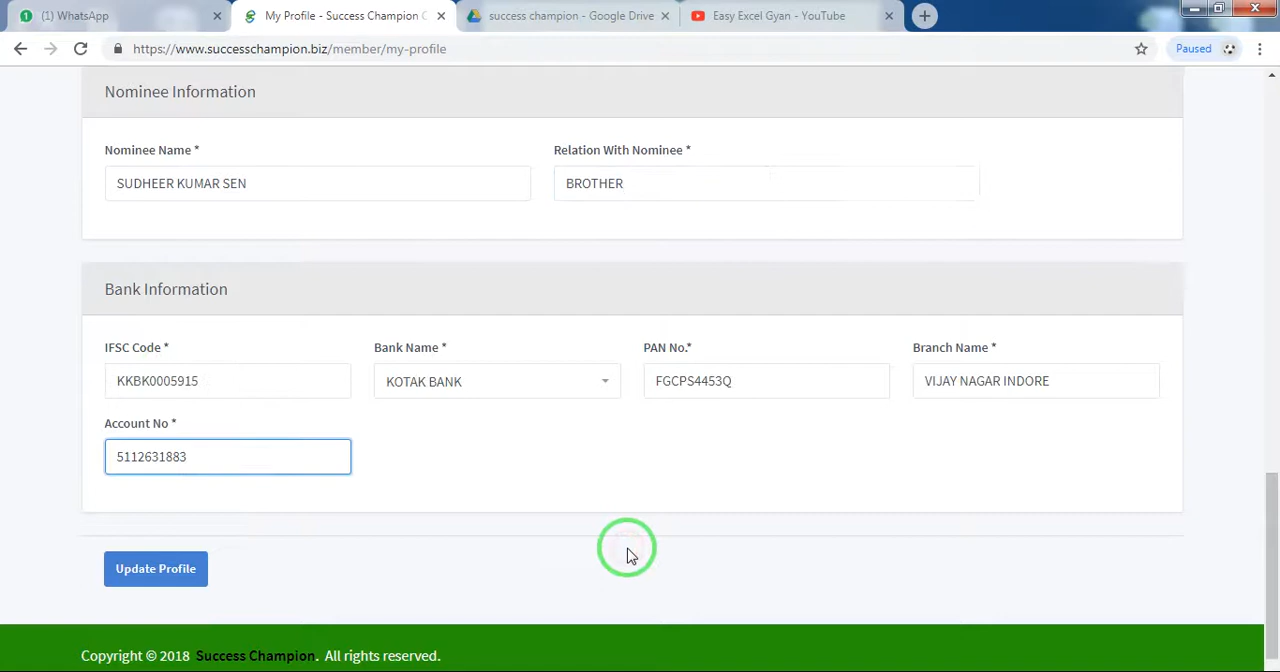 (1) WhatsApp
My Profile - Success Champion C
success champion - Google Drive
Easy Excel Gyan - YouTube
https://www.successchampion.biz/member/my-profile
Paused
Nominee Information
Nominee Name * Relation With Nominee *
SUDHEER KUMAR SEN BROTHER
Bank Information
IFSC Code * Bank Name * PAN No.* Branch Name *
KKBK0005915 KOTAK BANK FGCPS4453Q VIJAY NAGAR INDORE
Account No *
5112631883
Update Profile
Copyright © 2018 Success Champion. All rights reserved.